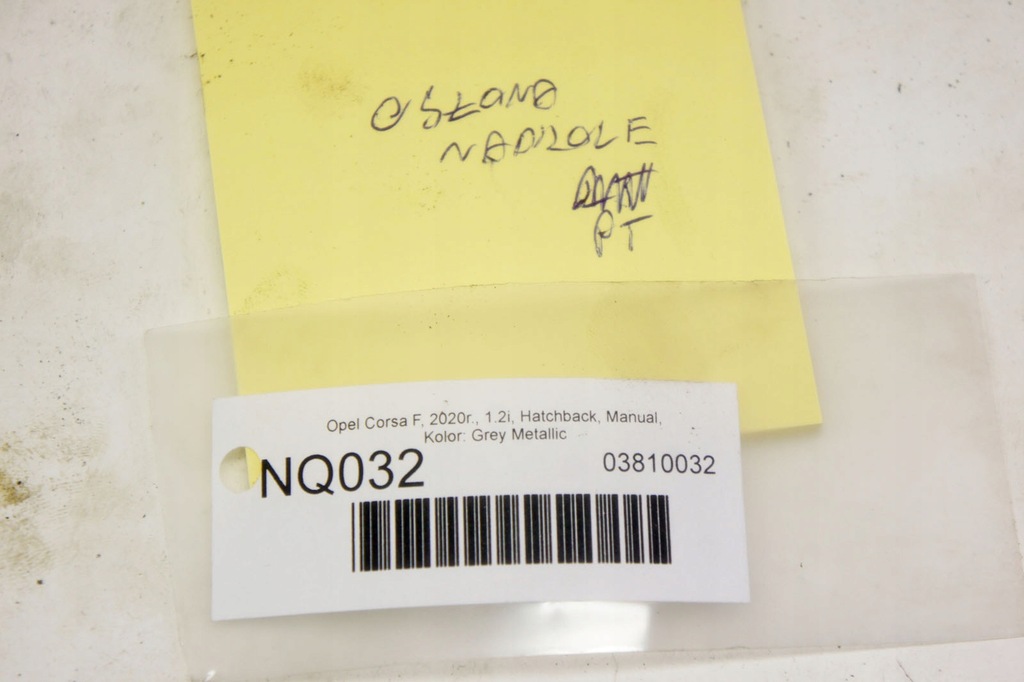 OSŁONA
NADKOLE
PT
Opel Corsa F, 2020r., 1.2i, Hatchback, Manual,
Kolor: Grey Metallic
NQ032
03810032